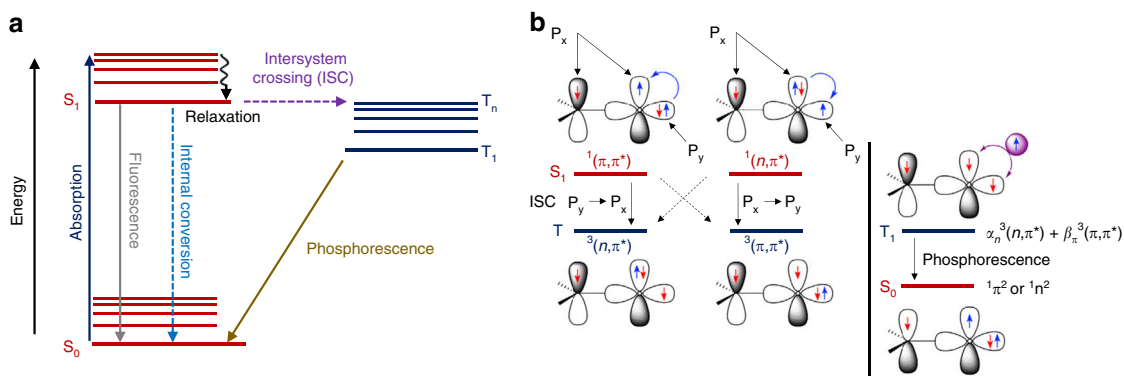 a
Energy
Absorption
S1
S0
Fluorescence
Internal conversion
Relaxation
Intersystem
crossing (ISC)
Tn
T1
Phosphorescence
b
Px
Px
Py
Py
1(π,π*)
1(n,π*)
S1
ISC Py → Px
Px → Py
T
3(n,π*)
3(π,π*)
T1
αn3(n,π*) + βπ3(π,π*)
Phosphorescence
S0
1π2 or 1n2